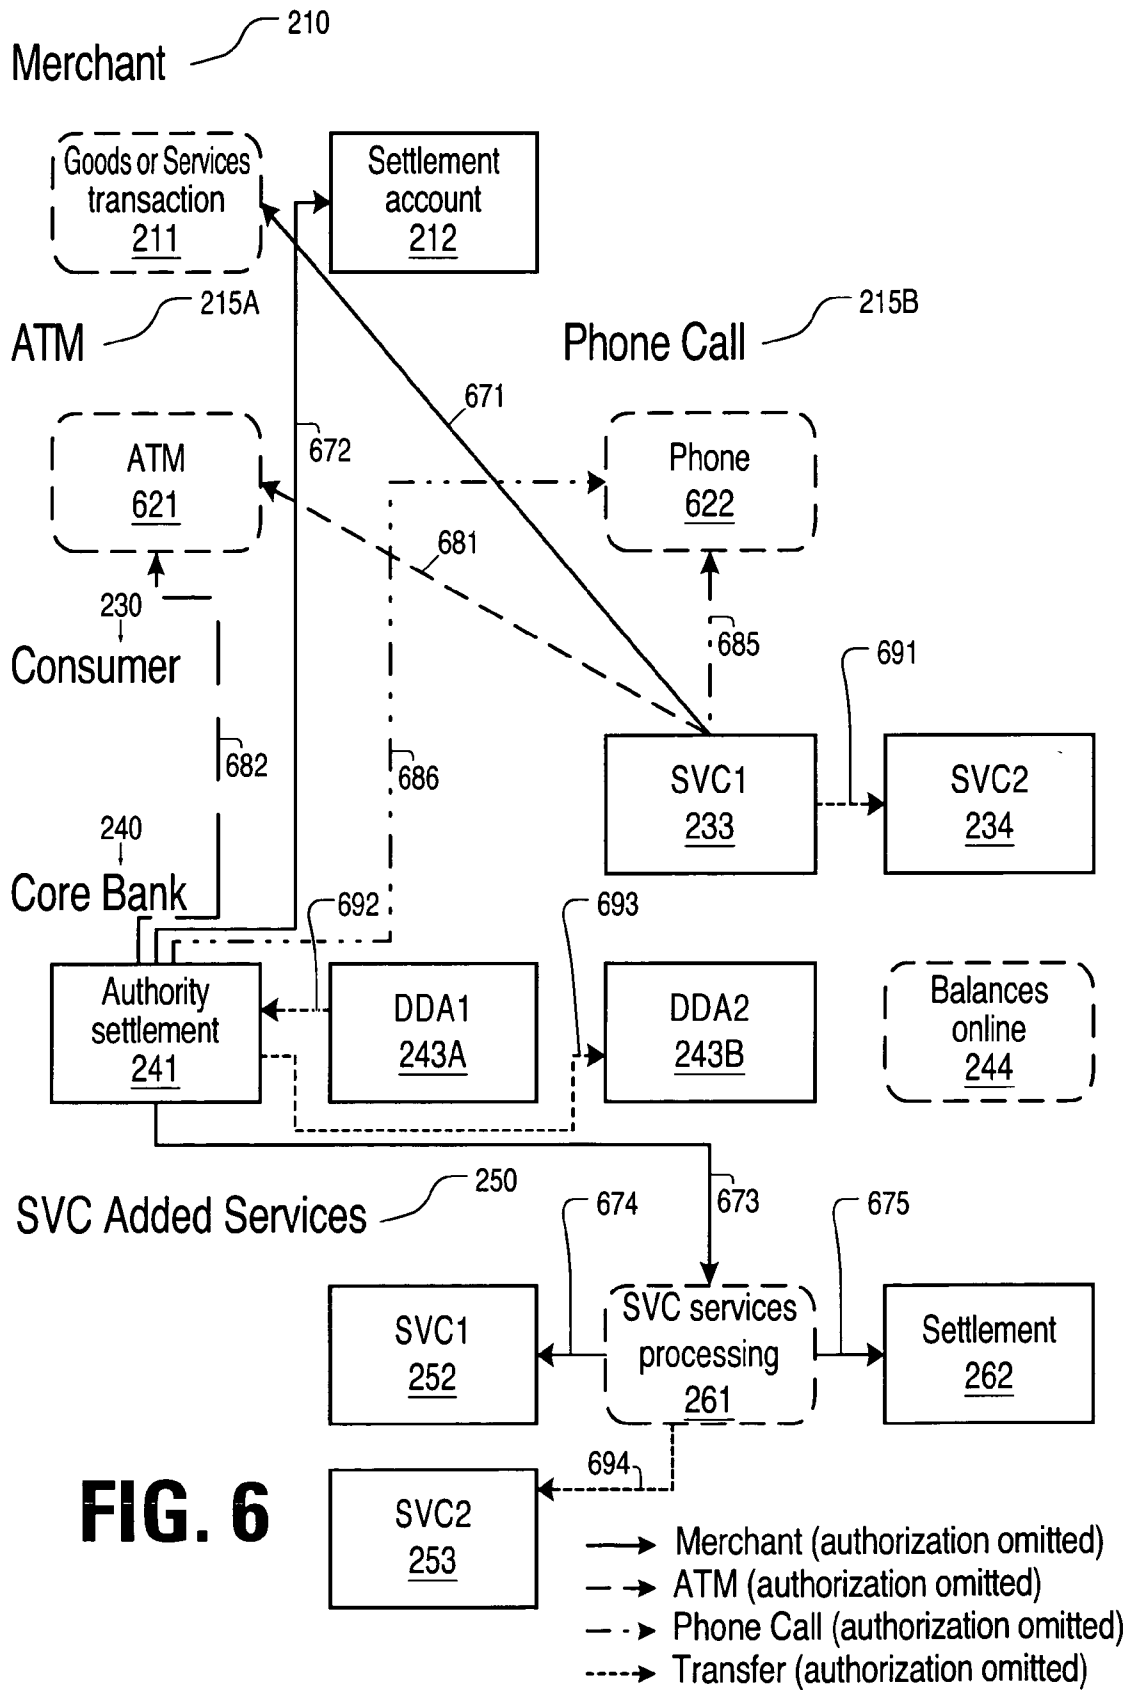 210
Merchant
Goods or Services
transaction
211
Settlement
account
212
215A
ATM
215B
Phone Call
671
672
ATM
621
Phone
622
681
230
Consumer
685
691
682
686
SVC1
233
SVC2
234
240
Core Bank
692
693
Authority
settlement
241
DDA1
243A
DDA2
243B
Balances
online
244
250
SVC Added Services
674
673
675
SVC1
252
SVC services
processing
261
Settlement
262
694
SVC2
253
FIG. 6
Merchant (authorization omitted)
ATM (authorization omitted)
Phone Call (authorization omitted)
Transfer (authorization omitted)